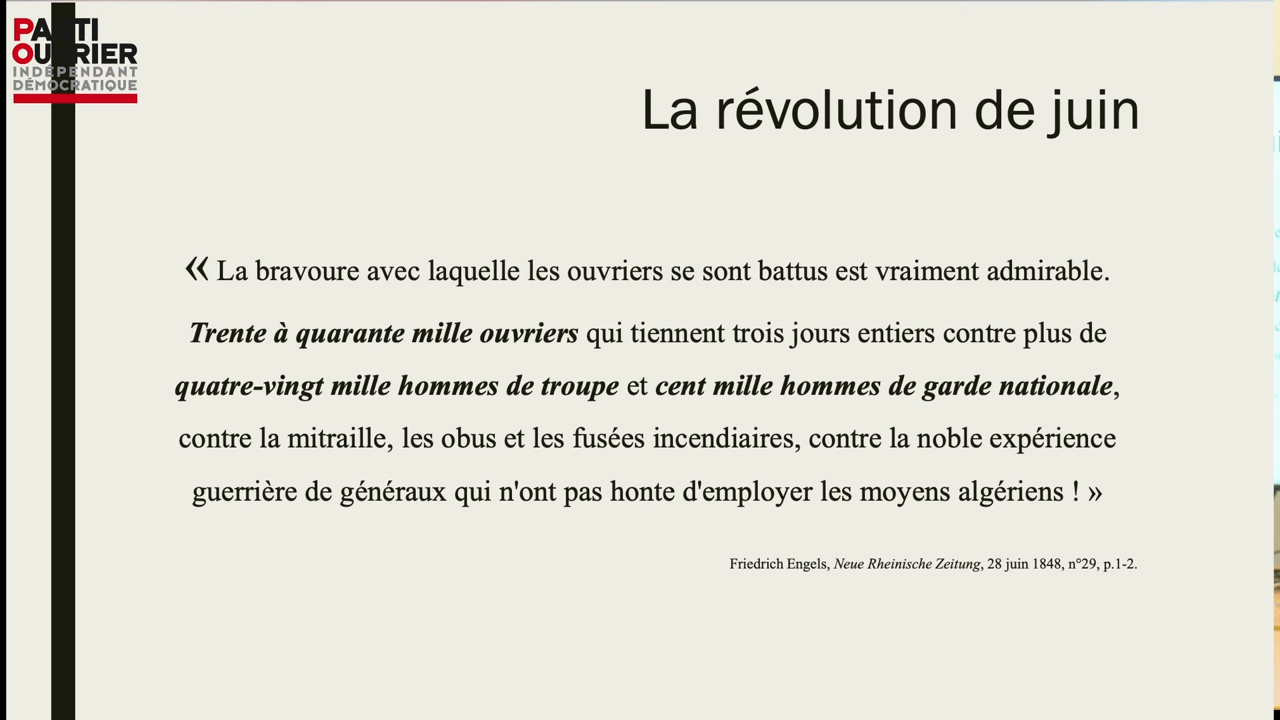 PARTI
OUVRIER
INDÉPENDANT
DÉMOCRATIQUE
La révolution de juin
« La bravoure avec laquelle les ouvriers se sont battus est vraiment admirable.
Trente à quarante mille ouvriers qui tiennent trois jours entiers contre plus de
quatre-vingt mille hommes de troupe et cent mille hommes de garde nationale,
contre la mitraille, les obus et les fusées incendiaires, contre la noble expérience
guerrière de généraux qui n'ont pas honte d'employer les moyens algériens ! »
Friedrich Engels, Neue Rheinische Zeitung, 28 juin 1848, n°29, p.1-2.